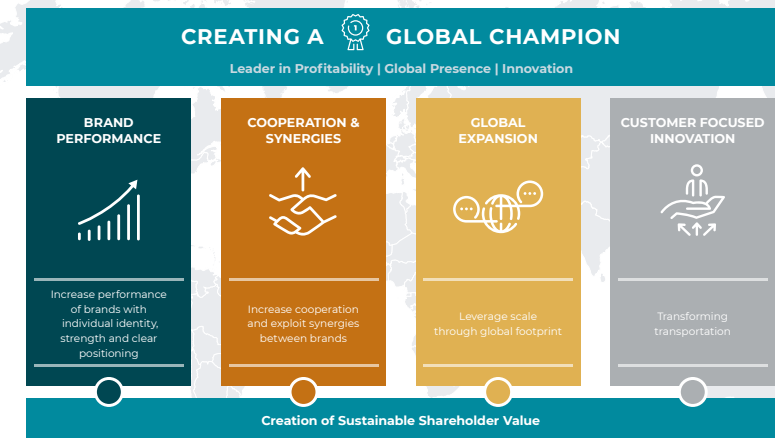 CREATING A 1 GLOBAL CHAMPION
Leader in Profitability | Global Presence | Innovation
BRAND
PERFORMANCE
Increase performance
of brands with
individual identity,
strength and clear
positioning
COOPERATION &
SYNERGIES
Increase cooperation
and exploit synergies
between brands
GLOBAL
EXPANSION
Leverage scale
through global footprint
CUSTOMER FOCUSED
INNOVATION
Transforming
transportation
Creation of Sustainable Shareholder Value